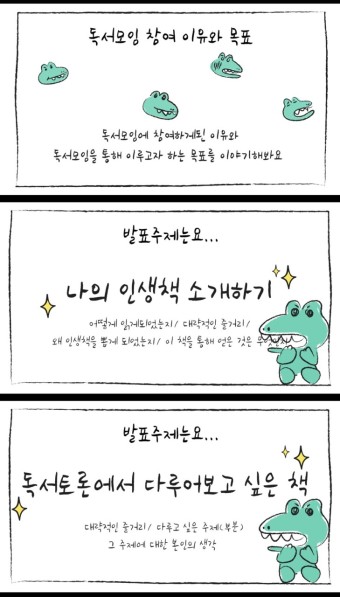 독서모임 참여 이유와 목표
독서모임에 참여하게된 이유와
독서모임을 통해 이루고자 하는 목표를 이야기해봐요
발표주제는요...
나의 인생책 소개하기
어떻게 읽게되었는지/ 대략적인 줄거리/
왜 인생책을 뽑게 되었는지/ 이 책을 통해 얻은 것은 무엇인지
발표주제는요...
독서토론에서 다루어보고 싶은 책
대략적인 줄거리/ 다루고 싶은 주제(부분)
그 주제에 대한 본인의 생각